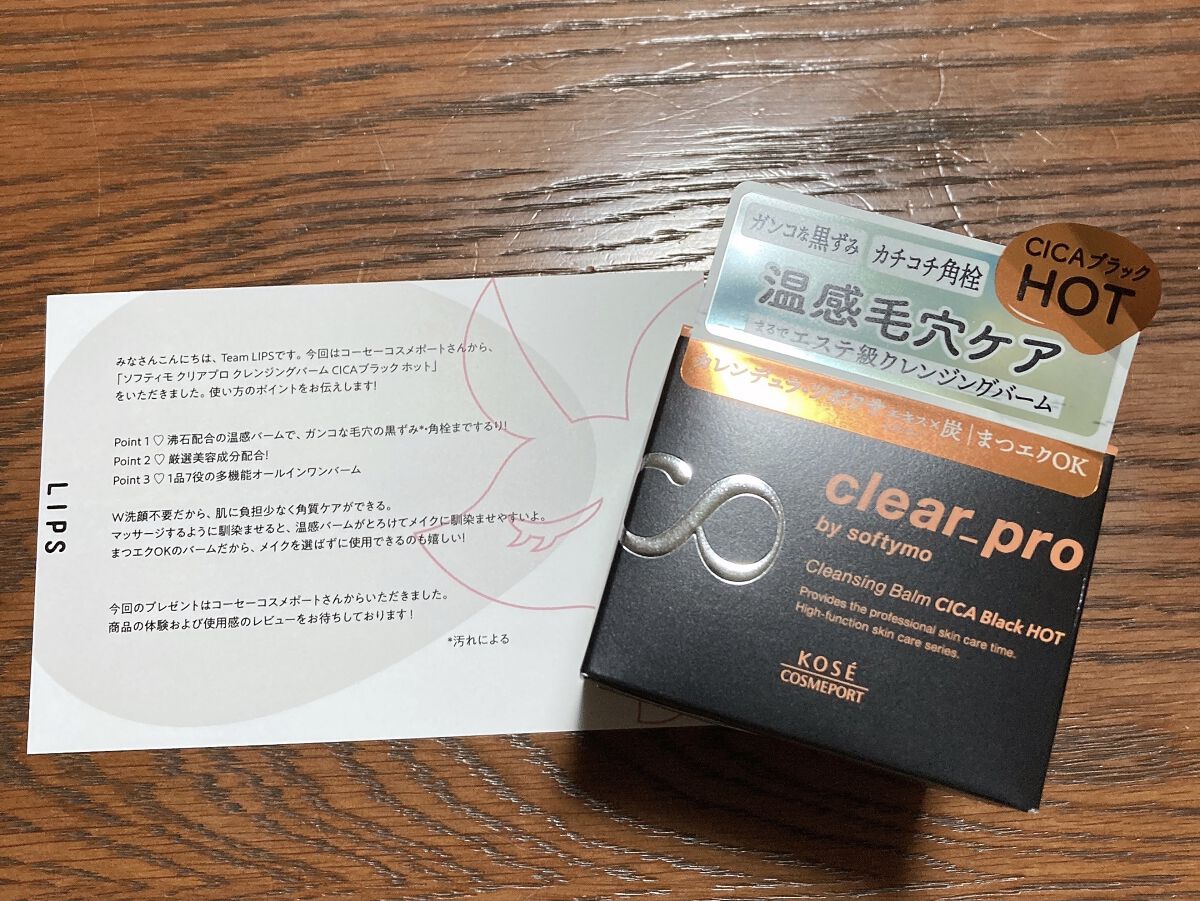 みなさんこんにちは、Team LIPSです。今回はコーセーコスメポートさんから、
「ソフティモ クリアプロ クレンジングバーム CICAブラック ホット」
をいただきました。使い方のポイントをお伝えします!
Point 1 ♡ 沸石配合の温感バームで、ガンコな毛穴の黒ずみ*・角栓までするり!
Point 2 ♡ 厳選美容成分配合!
Point 3 ♡ 1品7役の多機能オールインワンバーム
W洗顔不要だから、肌に負担少なく角質ケアができる。
マッサージするように馴染ませると、温感バームがとろけてメイクに馴染ませやすいよ。
まつエクOKのバームだから、メイクを選ばずに使用できるのも嬉しい!
今回のプレゼントはコーセーコスメポートさんからいただきました。
商品の体験および使用感のレビューをお待ちしております!
*汚れによる
LIPS
ガンコな黒ずみ カチコチ角栓
CICAブラック
HOT
温感毛穴ケア
まるでエステ級クレンジングバーム
カレンデュラ・ツボクサエキス×炭|まつエクOK
clear_pro
by softymo
Cleansing Balm CICA Black HOT
Provides the professional skin care time.
High-function skin care series.
KOSÉ
COSMEPORT